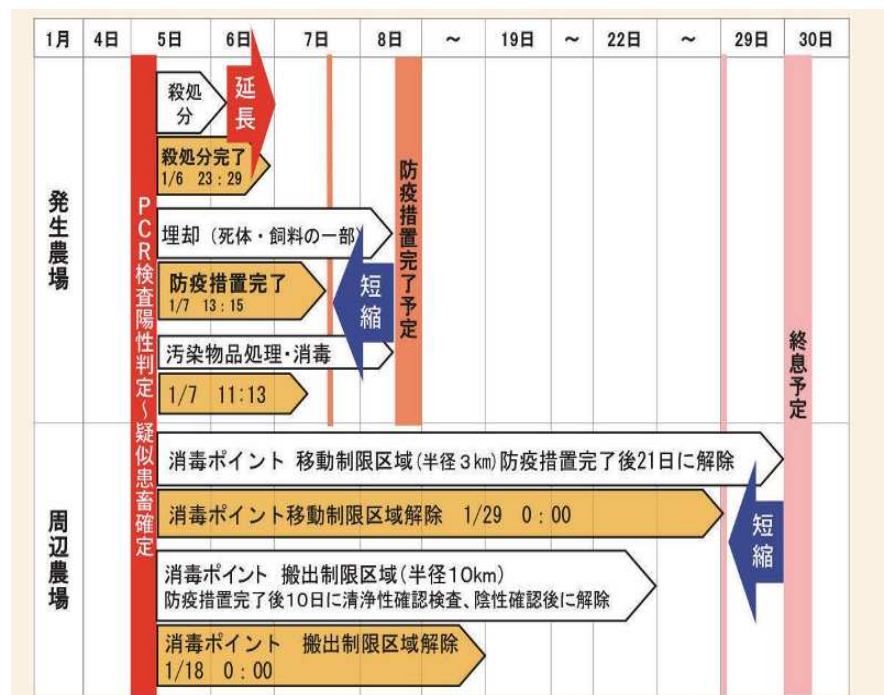 1月 4日 5日 6日 7日 8日 ～ 19日 ～ 22日 ～ 29日 30日
発生農場
PCR検査陽性判定～疑似患畜確定
殺処
分
延長
殺処分完了
1/6 23：29
埋却（死体・飼料の一部）
防疫措置完了
1/7 13：15
短縮
防疫措置完了予定
汚染物品処理・消毒
1/7 11:13
終息予定
周辺農場
消毒ポイント 移動制限区域（半径３㎞）防疫措置完了後21日に解除
消毒ポイント移動制限区域解除 1/29 0：00
短縮
消毒ポイント 搬出制限区域（半径10km）
防疫措置完了後10日に清浄性確認検査、陰性確認後に解除
消毒ポイント 搬出制限区域解除
1/18 0：00